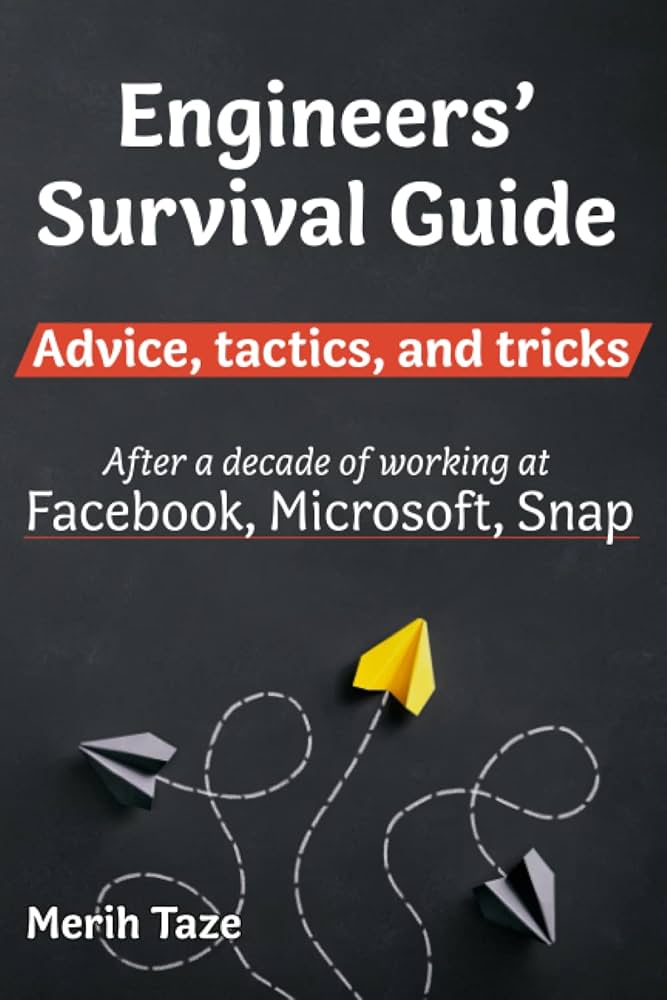 Engineers’
Survival Guide
Advice, tactics, and tricks
After a decade of working at
Facebook, Microsoft, Snap
Merih Taze